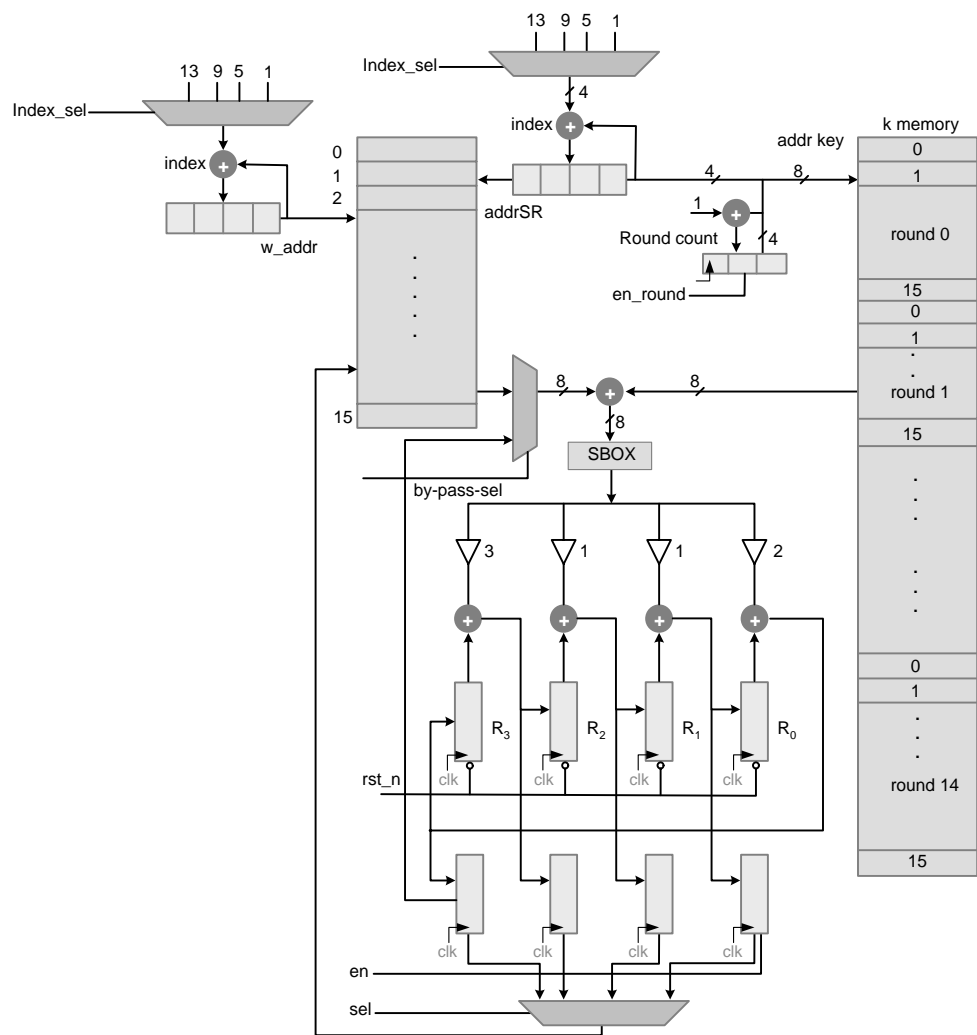 13 9 5 1
Index_sel
4
index
+
addrSR
13 9 5 1
Index_sel
index
+
w_addr
0
1
2
15
4
8
addr key
1
+
Round count
4
en_round
k memory
0
1
round 0
15
0
1
round 1
15
0
1
round 14
15
8
+
8
8
SBOX
by-pass-sel
3
1
1
2
+
+
+
+
R3
R2
R1
R0
clk
clk
clk
clk
rst_n
clk
clk
clk
clk
en
sel